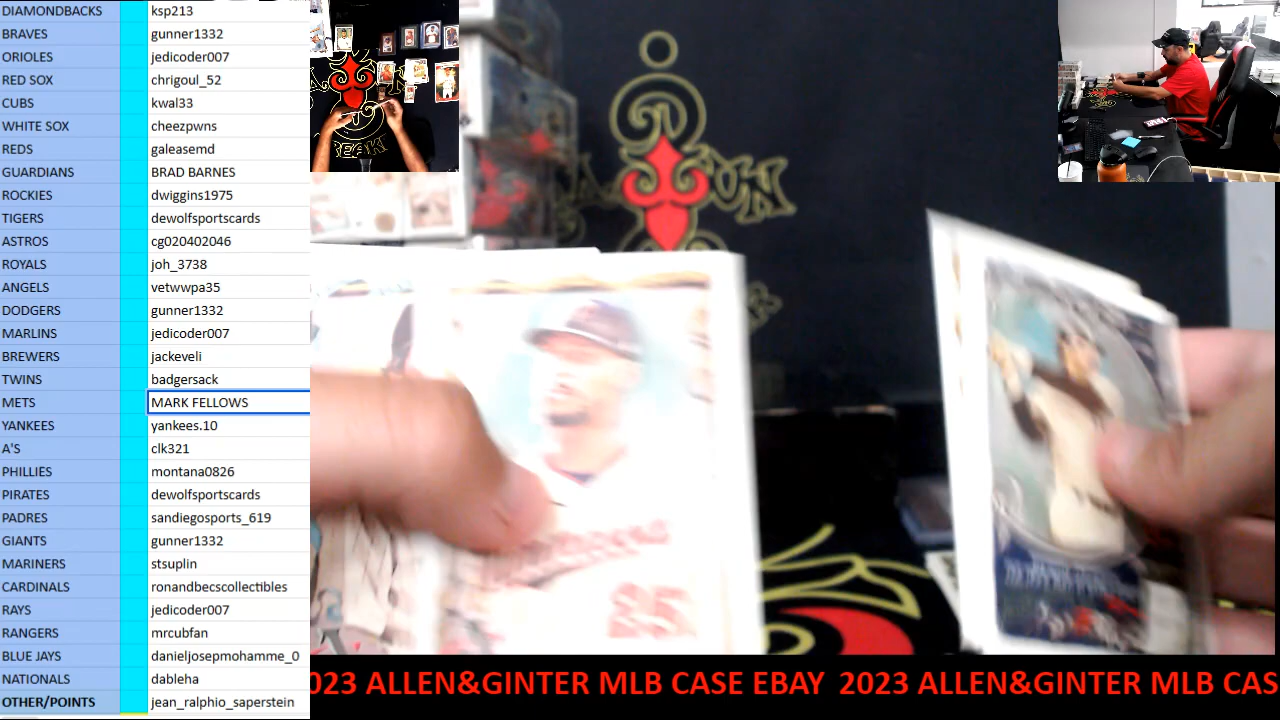 DIAMONDBACKS ksp213
BRAVES gunner1332
ORIOLES jedicoder007
RED SOX chrigoul_52
CUBS kwal33
WHITE SOX cheezpwns
REDS galeasemd
GUARDIANS BRAD BARNES
ROCKIES dwiggins1975
TIGERS dewolfsportscards
ASTROS cg020402046
ROYALS joh_3738
ANGELS vetwwpa35
DODGERS gunner1332
MARLINS jedicoder007
BREWERS jackeveli
TWINS badgersack
METS MARK FELLOWS
YANKEES yankees.10
A'S clk321
PHILLIES montana0826
PIRATES dewolfsportscards
PADRES sandiegosports_619
GIANTS gunner1332
MARINERS stsuplin
CARDINALS ronandbecscollectibles
RAYS jedicoder007
RANGERS mrcubfan
BLUE JAYS danieljosepmohamme_0
NATIONALS dableha
OTHER/POINTS jean_ralphio_saperstein
023 ALLEN&GINTER MLB CASE EBAY 2023 ALLEN&GINTER MLB CAS